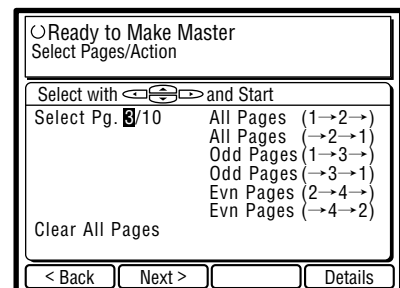 Ready to Make Master
Select Pages/Action
Select with and Start
Select Pg. 3/10 All Pages (1→2→)
All Pages (→2→1)
Odd Pages (1→3→)
Odd Pages (→3→1)
Evn Pages (2→4→)
Evn Pages (→4→2)
Clear All Pages
< Back Next > Details